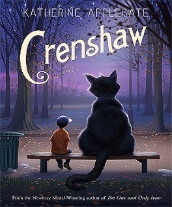 KATHERINE APPLEGATE
Crenshaw
From the Newbery Medal-Winning author of The One and Only Ivan